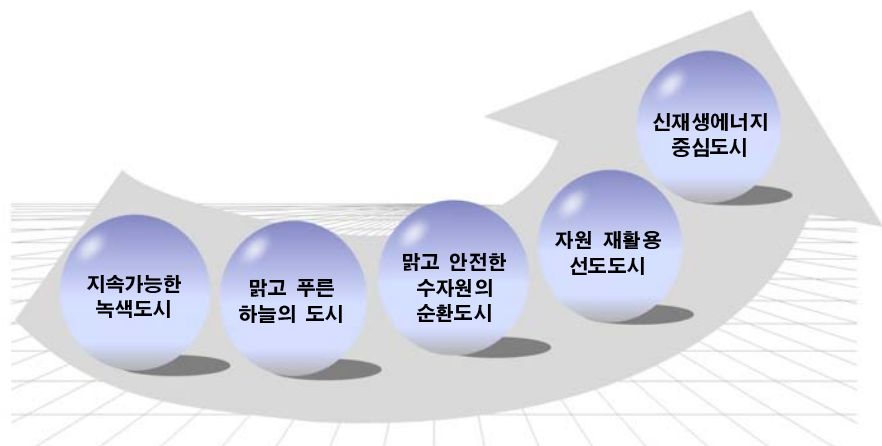 지속가능한
녹색도시
맑고 푸른
하늘의 도시
맑고 안전한
수자원의
순환도시
자원 재활용
선도도시
신재생에너지
중심도시